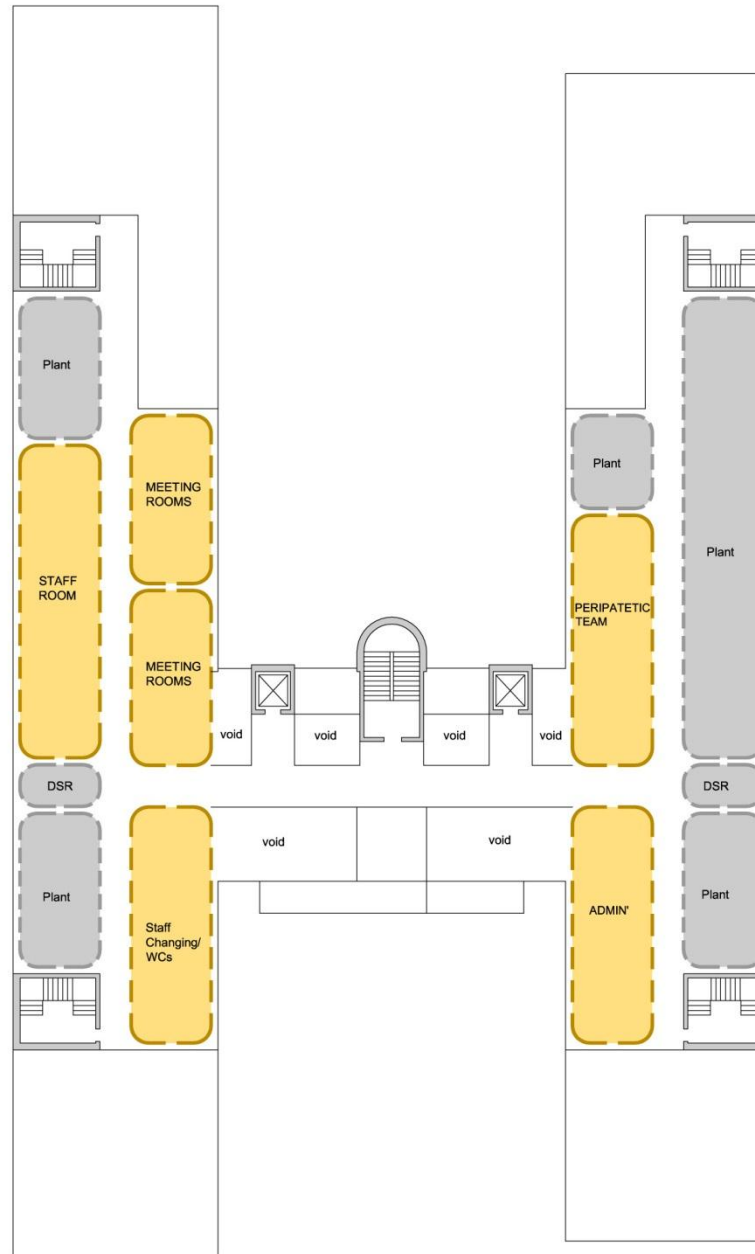 Plant
MEETING
ROOMS
Plant
Plant
STAFF
ROOM
PERIPATETIC
TEAM
MEETING
ROOMS
void
void
void
void
DSR
DSR
void
void
Plant
Staff
Changing/
WCs
ADMIN'
Plant